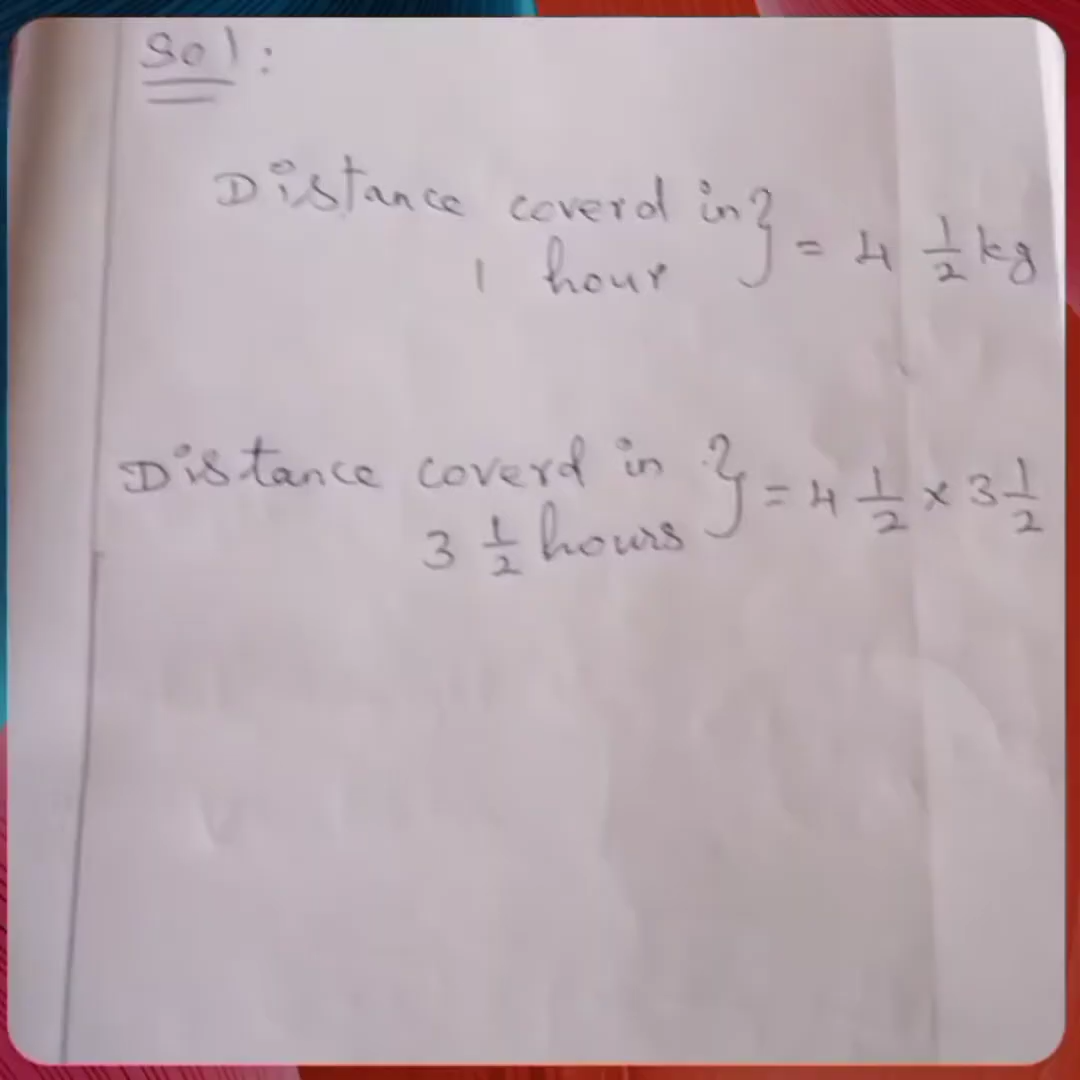 Sol:
Distance coverd in } = 4 1/2 kg
1 hour
Distance coverd in } = 4 1/2 x 3 1/2
3 1/2 hours